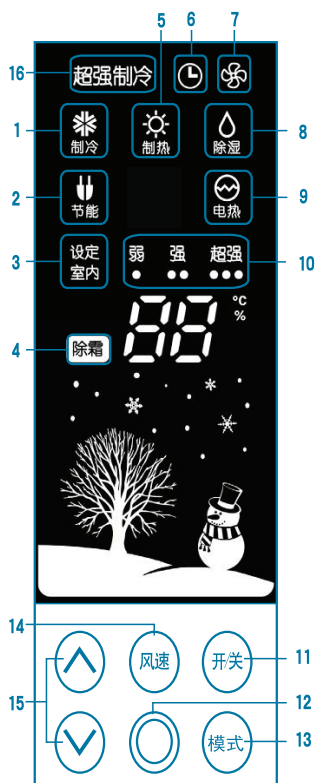 5 6 7
16 超强制冷
1 制冷 制热 除湿 8
2 节能 电热 9
3 设定 弱 强 超强 10
室内
88 °C
%
4 除霜
14
风速 开/关 11
15 12
模式 13